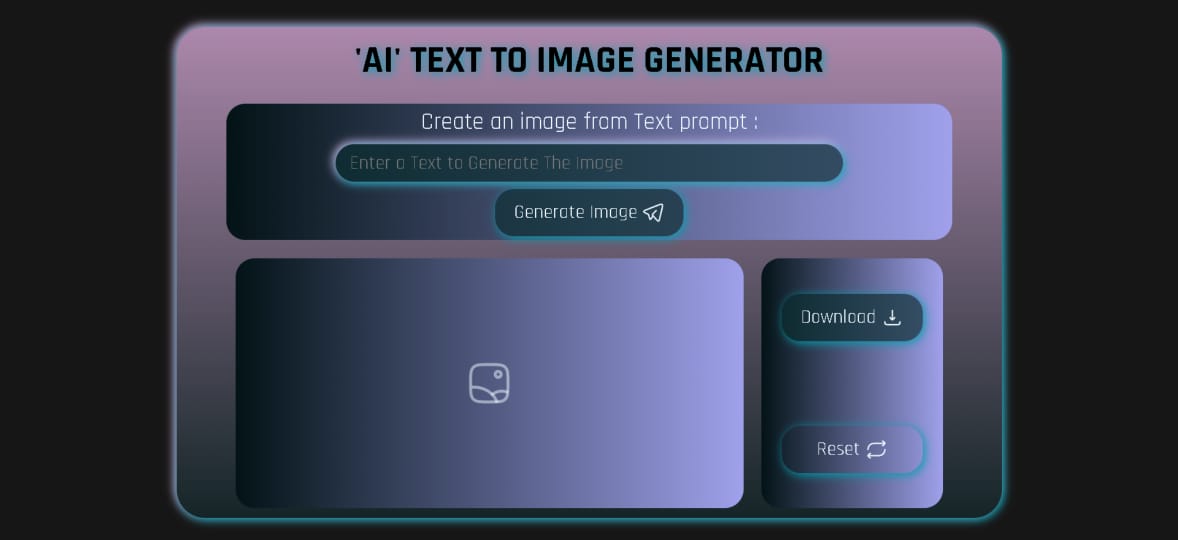 'AI' TEXT TO IMAGE GENERATOR
Create an image from Text prompt :
Enter a Text to Generate The Image
Generate Image
Download
Reset